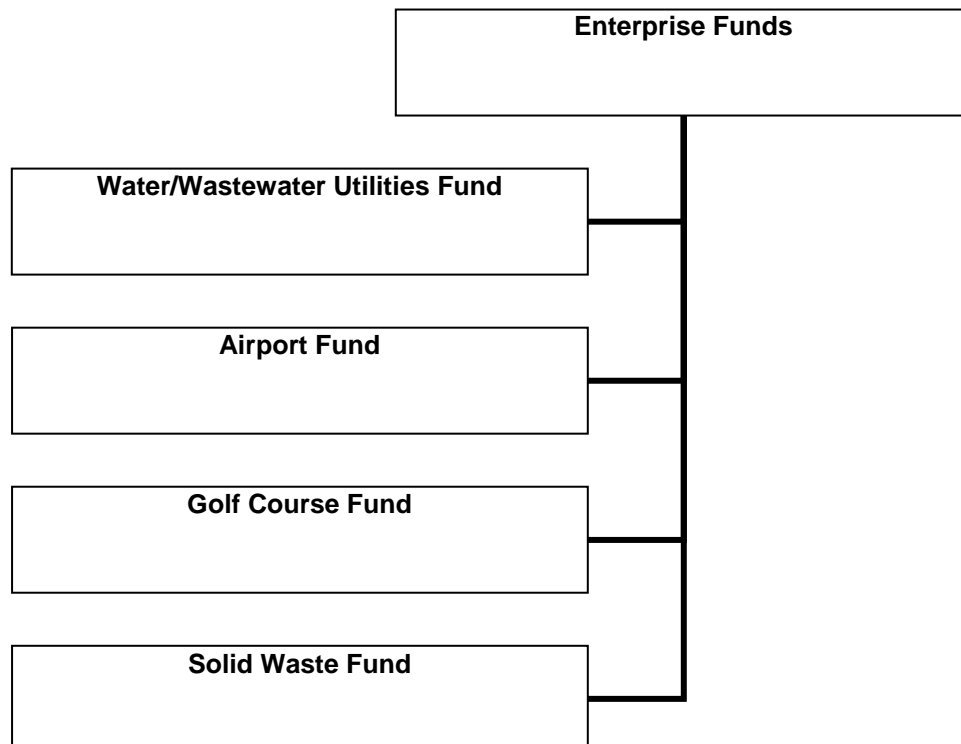 Enterprise Funds
Water/Wastewater Utilities Fund
Airport Fund
Golf Course Fund
Solid Waste Fund